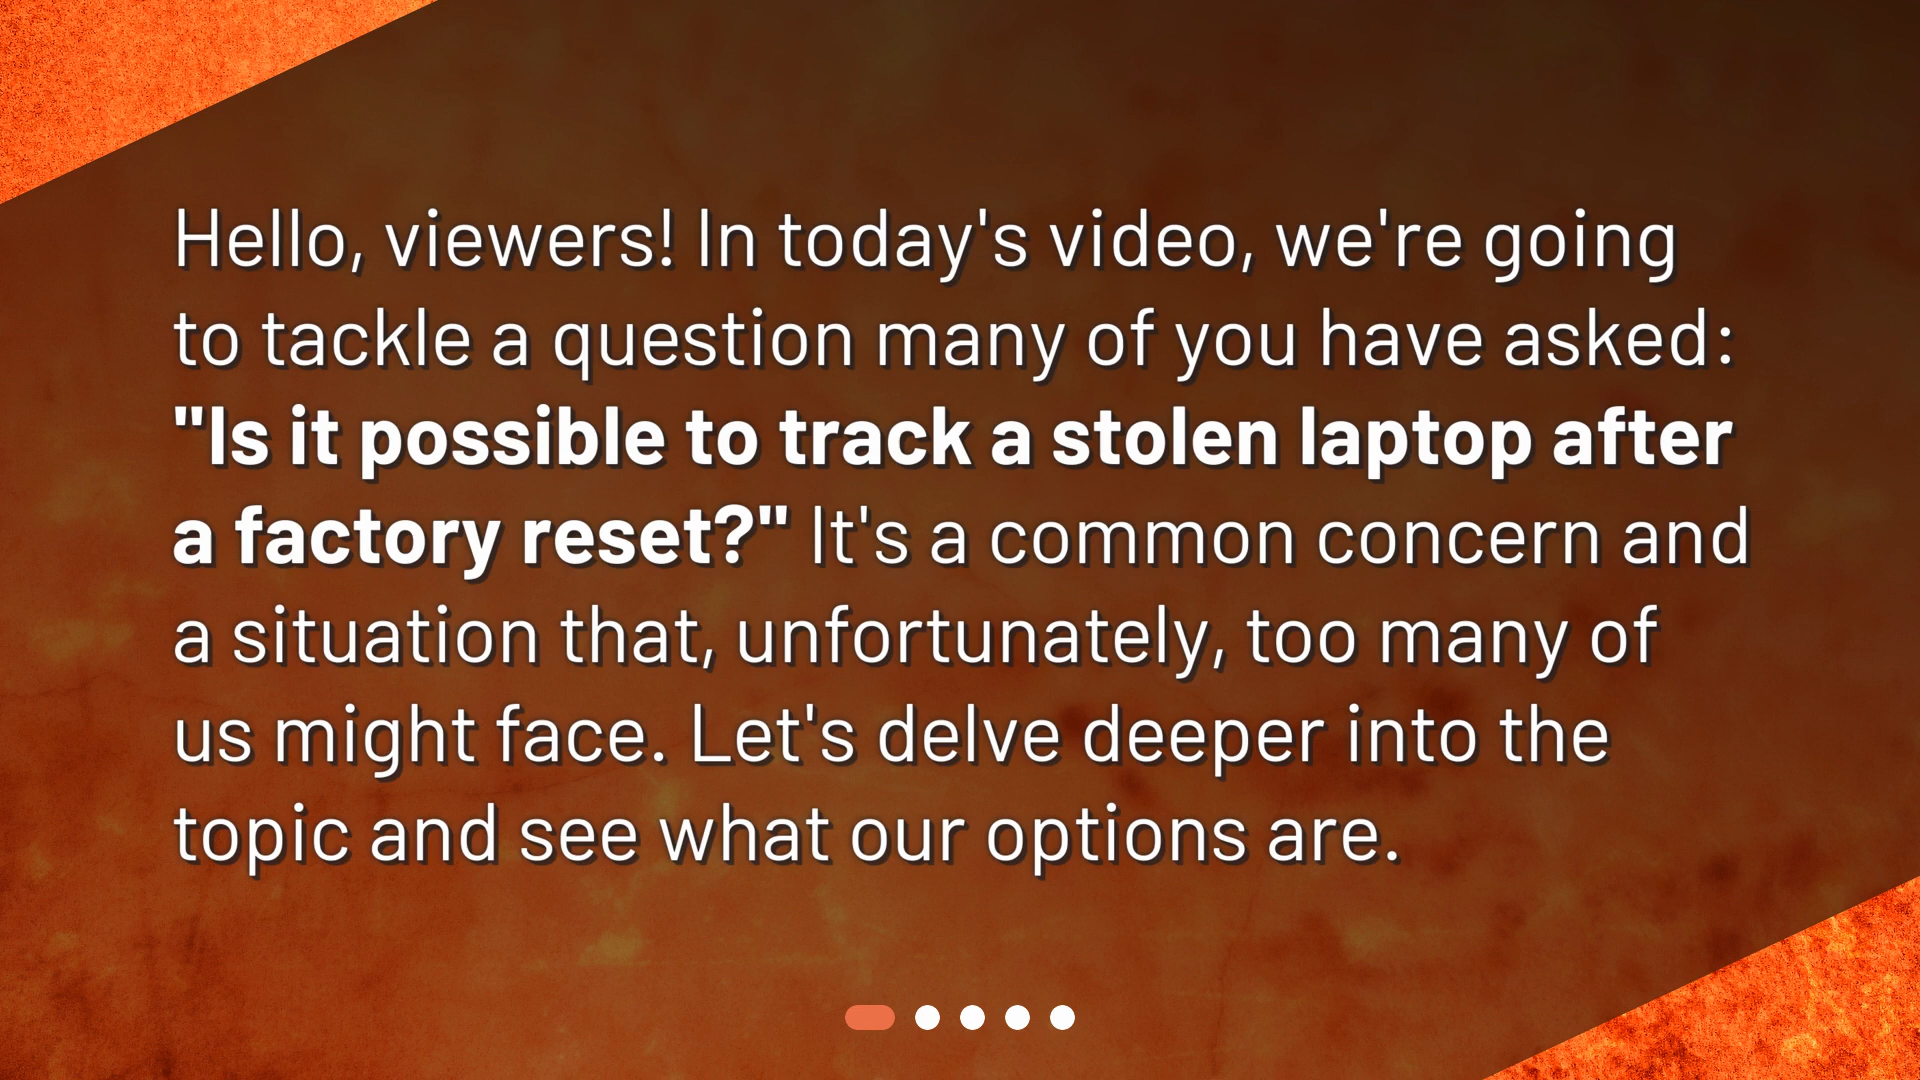 Hello, viewers! In today's video, we're going
to tackle a question many of you have asked:
"Is it possible to track a stolen laptop after
a factory reset?" It's a common concern and
a situation that, unfortunately, too many of
us might face. Let's delve deeper into the
topic and see what our options are.